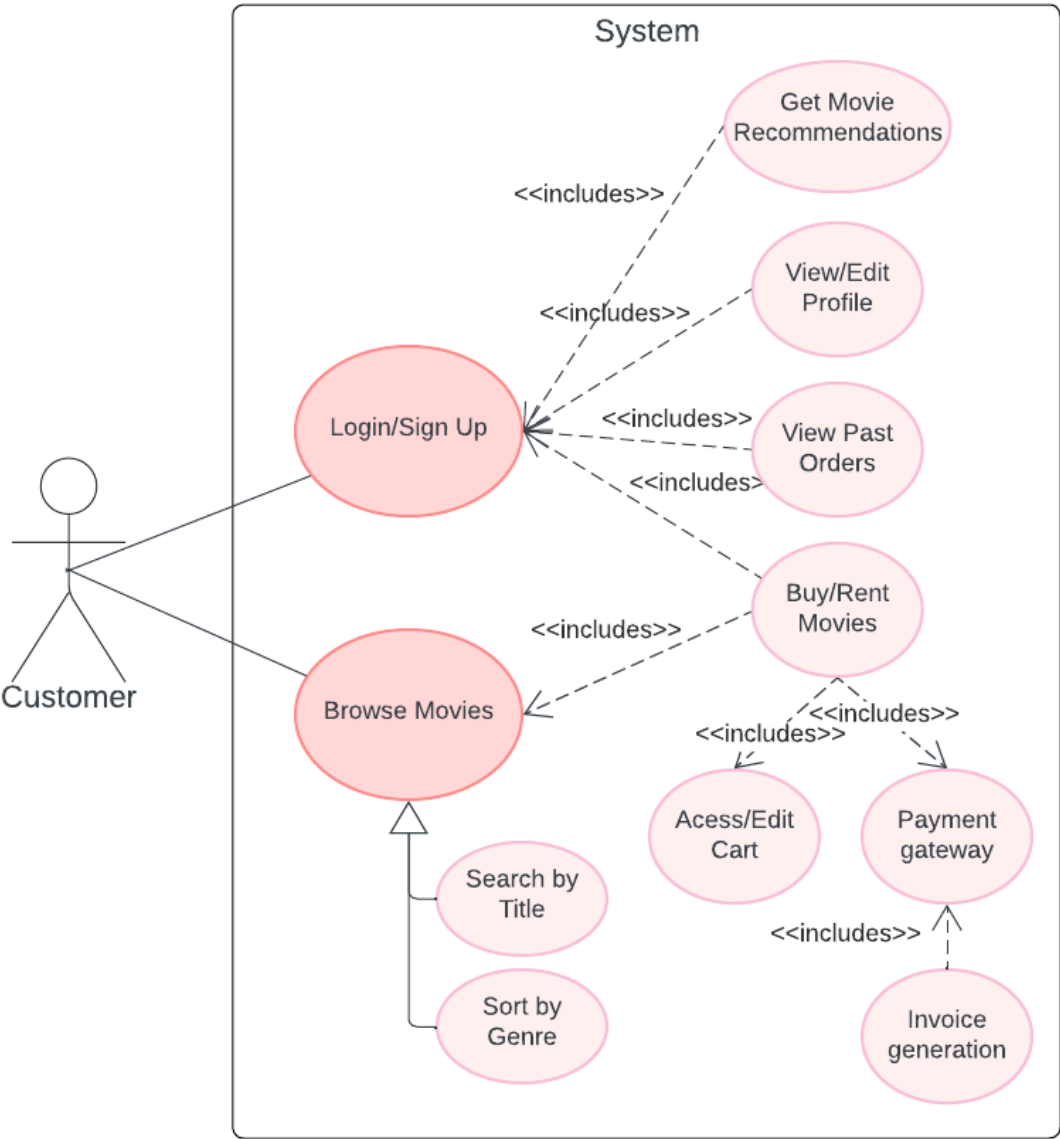 System
Get Movie
Recommendations
<<includes>>
View/Edit
Profile
<<includes>>
Login/Sign Up
<<includes>>
View Past
Orders
<<includes>
Customer
Buy/Rent
Movies
<<includes>>
Browse Movies
<<includes>>
<<includes>>
Acess/Edit
Cart
Payment
gateway
Search by
Title
<<includes>>
Sort by
Genre
Invoice
generation